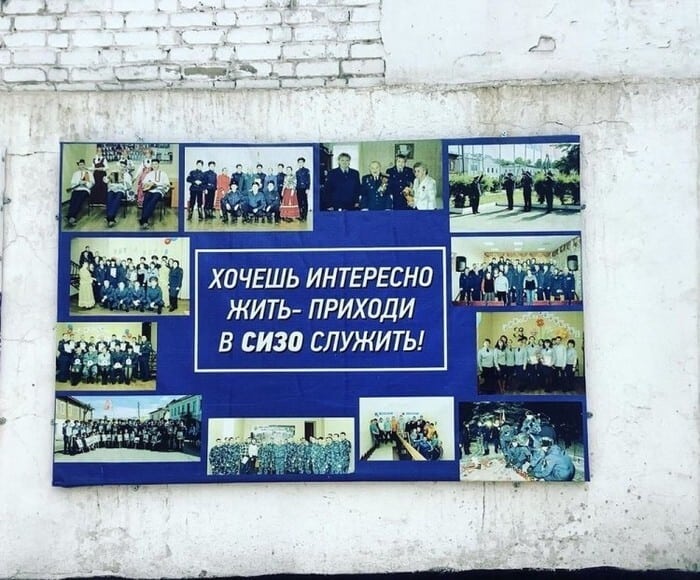 ХОЧЕШЬ ИНТЕРЕСНО
ЖИТЬ- ПРИХОДИ
В СИЗО СЛУЖИТЬ!